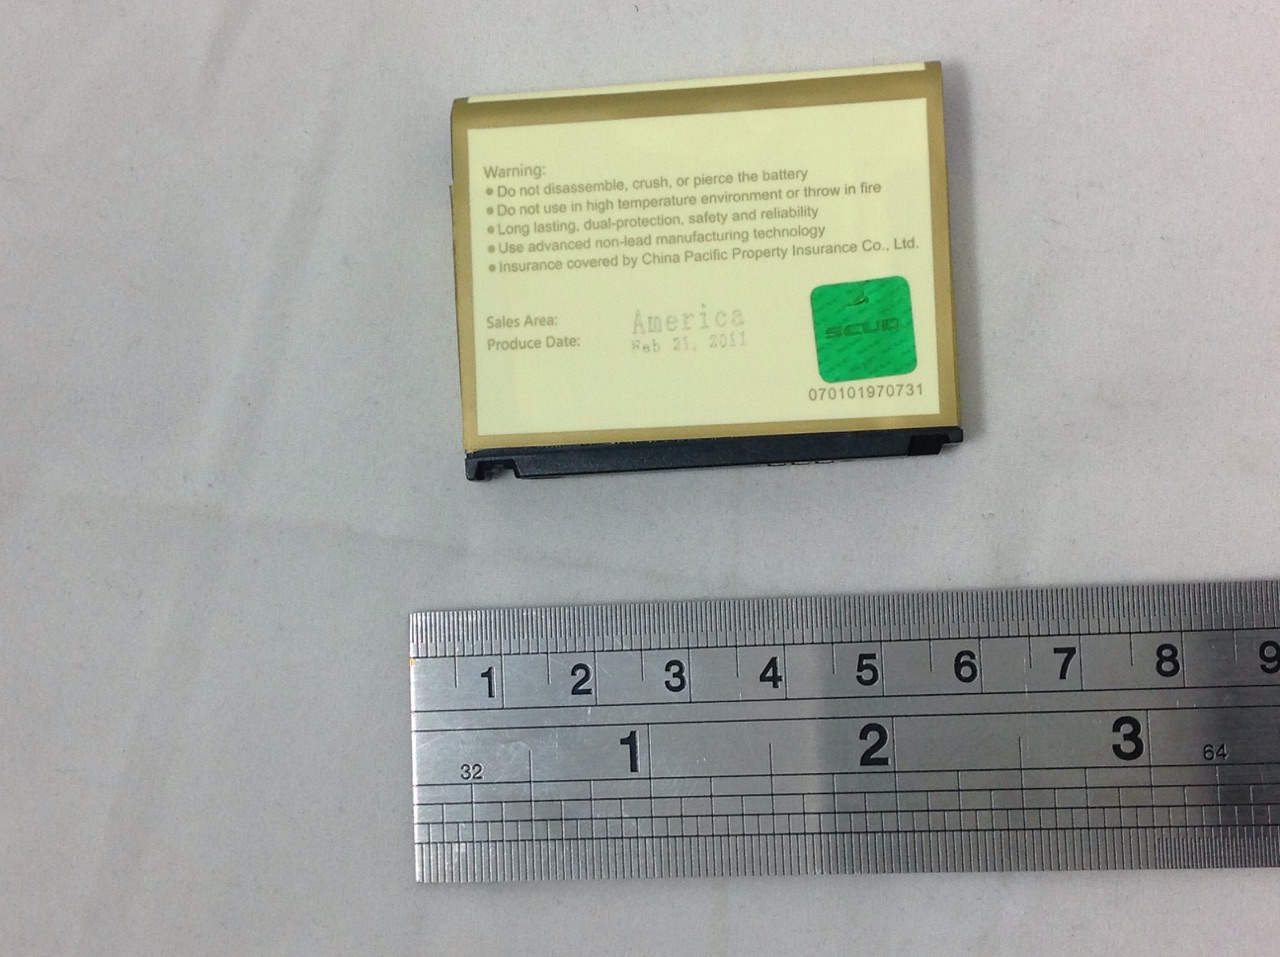 Warning:
• Do not disassemble, crush, or pierce the battery
• Do not use in high temperature environment or throw in fire
• Long lasting, dual-protection, safety and reliability
• Use advanced non-lead manufacturing technology
• Insurance covered by China Pacific Property Insurance Co., Ltd.
Sales Area: America
Produce Date: Feb 21, 2011
SCUD
070101970731
1 2 3 4 5 6 7 8 9
1 2 3
32 64